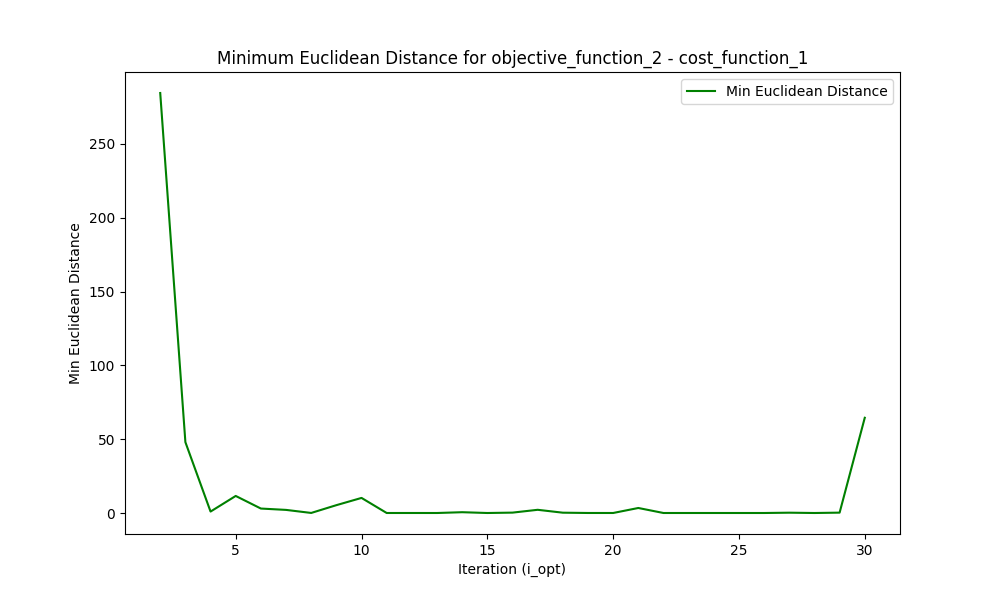 Minimum Euclidean Distance for objective_function_2 - cost_function_1
Min Euclidean Distance
Min Euclidean Distance
250
200
150
100
50
0
5 10 15 20 25 30
Iteration (i_opt)